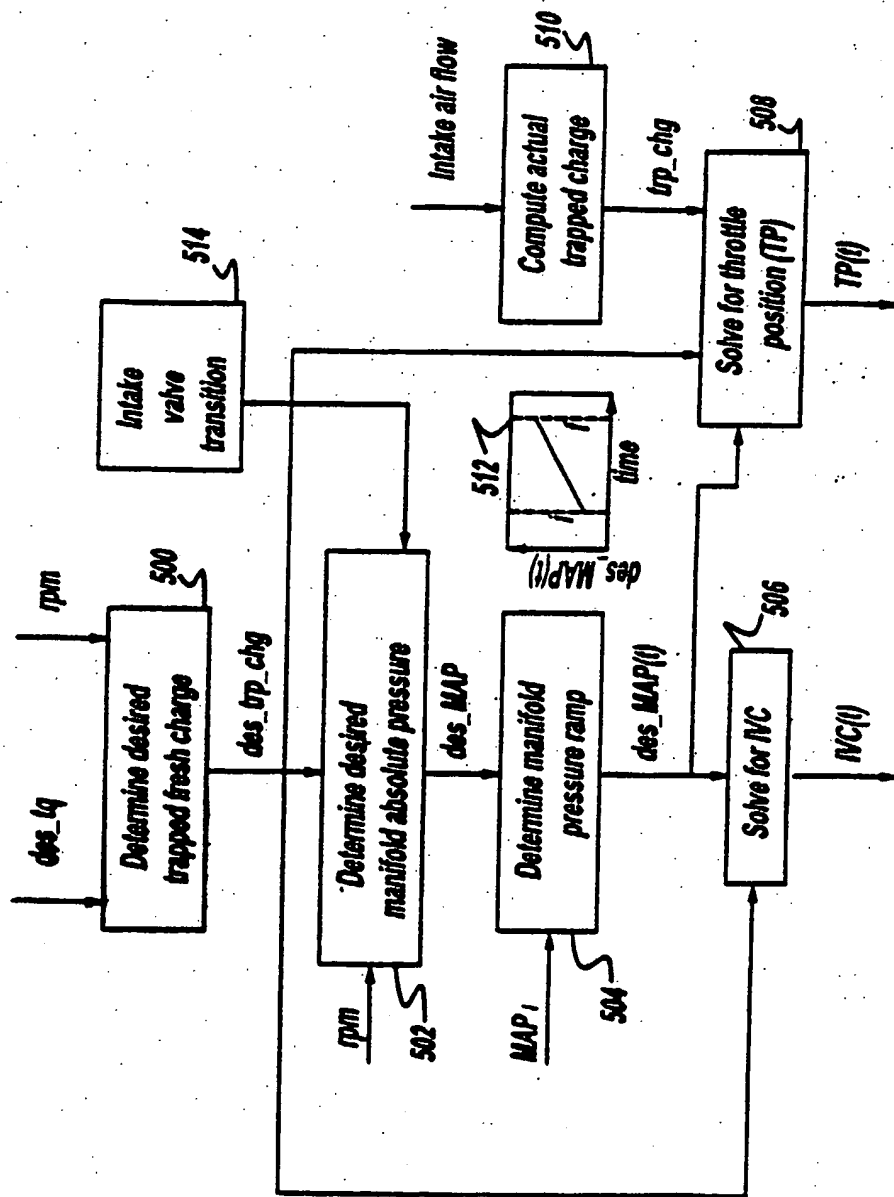 des_tq
rpm
Determine desired
trapped fresh charge
500
Intake
valve
transition
514
des_trp_chg
rpm
Determine desired
manifold absolute pressure
502
Intake air flow
Compute actual
trapped charge
510
des_MAP
trp_chg
MAP i
Determine manifold
pressure ramp
504
des_MAP(t)
i
f
time
512
Solve for throttle
position (TP)
508
des_MAP(t)
TP(t)
Solve for IVC
506
IVC(t)